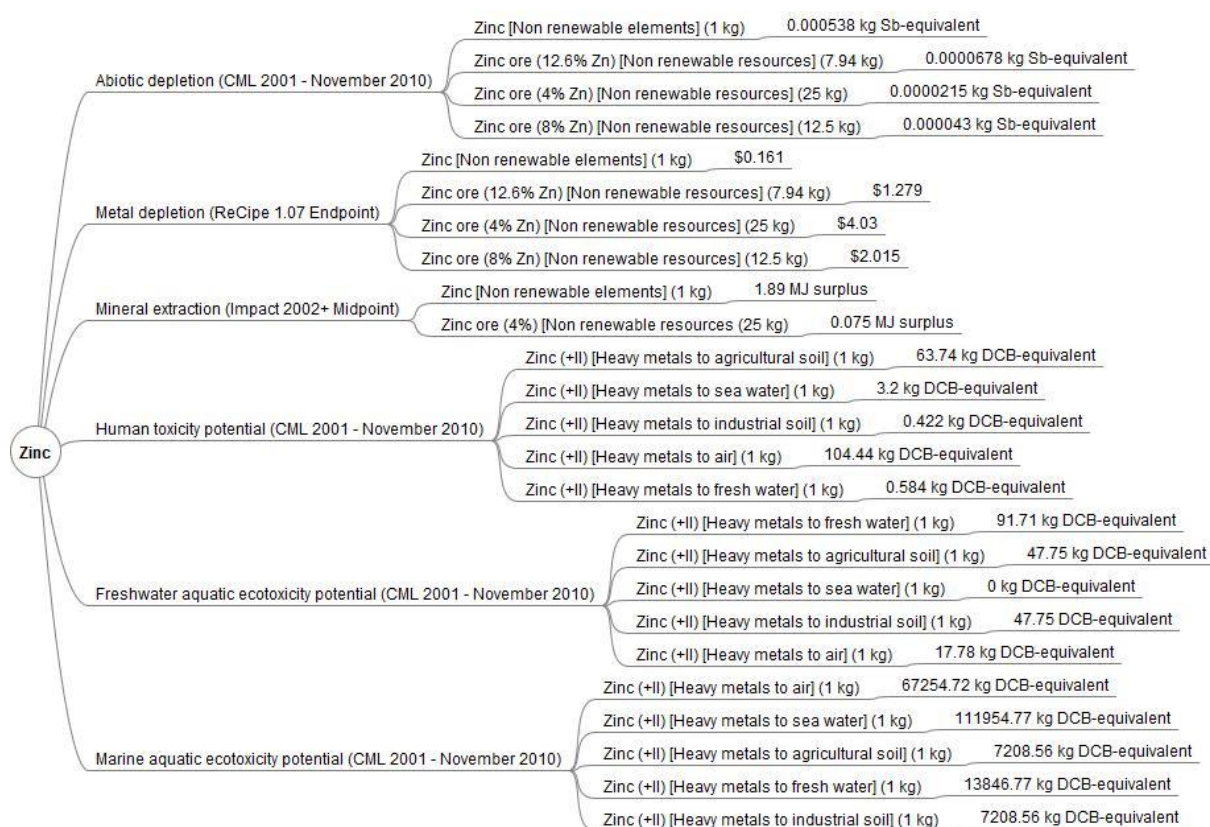 Zinc
Abiotic depletion (CML 2001 - November 2010)
Zinc [Non renewable elements] (1 kg) 0.000538 kg Sb-equivalent
Zinc ore (12.6% Zn) [Non renewable resources] (7.94 kg) 0.0000678 kg Sb-equivalent
Zinc ore (4% Zn) [Non renewable resources] (25 kg) 0.0000215 kg Sb-equivalent
Zinc ore (8% Zn) [Non renewable resources] (12.5 kg) 0.000043 kg Sb-equivalent
Metal depletion (ReCipe 1.07 Endpoint)
Zinc [Non renewable elements] (1 kg) $0.161
Zinc ore (12.6% Zn) [Non renewable resources] (7.94 kg) $1.279
Zinc ore (4% Zn) [Non renewable resources] (25 kg) $4.03
Zinc ore (8% Zn) [Non renewable resources] (12.5 kg) $2.015
Mineral extraction (Impact 2002+ Midpoint)
Zinc [Non renewable elements] (1 kg) 1.89 MJ surplus
Zinc ore (4%) [Non renewable resources (25 kg) 0.075 MJ surplus
Human toxicity potential (CML 2001 - November 2010)
Zinc (+II) [Heavy metals to agricultural soil] (1 kg) 63.74 kg DCB-equivalent
Zinc (+II) [Heavy metals to sea water] (1 kg) 3.2 kg DCB-equivalent
Zinc (+II) [Heavy metals to industrial soil] (1 kg) 0.422 kg DCB-equivalent
Zinc (+II) [Heavy metals to air] (1 kg) 104.44 kg DCB-equivalent
Zinc (+II) [Heavy metals to fresh water] (1 kg) 0.584 kg DCB-equivalent
Freshwater aquatic ecotoxicity potential (CML 2001 - November 2010)
Zinc (+II) [Heavy metals to fresh water] (1 kg) 91.71 kg DCB-equivalent
Zinc (+II) [Heavy metals to agricultural soil] (1 kg) 47.75 kg DCB-equivalent
Zinc (+II) [Heavy metals to sea water] (1 kg) 0 kg DCB-equivalent
Zinc (+II) [Heavy metals to industrial soil] (1 kg) 47.75 DCB-equivalent
Zinc (+II) [Heavy metals to air] (1 kg) 17.78 kg DCB-equivalent
Marine aquatic ecotoxicity potential (CML 2001 - November 2010)
Zinc (+II) [Heavy metals to air] (1 kg) 67254.72 kg DCB-equivalent
Zinc (+II) [Heavy metals to sea water] (1 kg) 111954.77 kg DCB-equivalent
Zinc (+II) [Heavy metals to agricultural soil] (1 kg) 7208.56 kg DCB-equivalent
Zinc (+II) [Heavy metals to fresh water] (1 kg) 13846.77 kg DCB-equivalent
Zinc (+II) [Heavy metals to industrial soil] (1 kg) 7208.56 kg DCB-equivalent